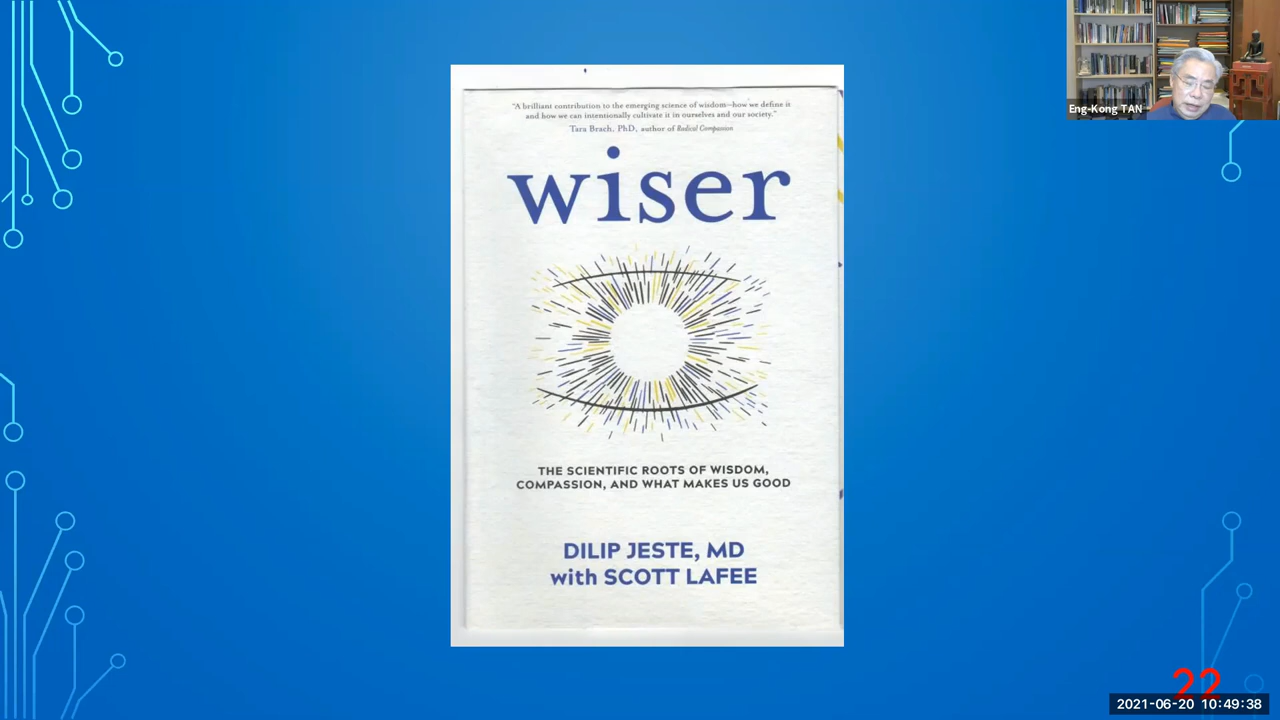 "A brilliant contribution to the emerging science of wisdom—how we define it
and how we can intentionally cultivate it in ourselves and our society."
Tara Brach, PhD, author of Radical Compassion
wiser
THE SCIENTIFIC ROOTS OF WISDOM,
COMPASSION, AND WHAT MAKES US GOOD
DILIP JESTE, MD
with SCOTT LAFEE
Eng-Kong TAN
22
2021-06-20 10:49:38